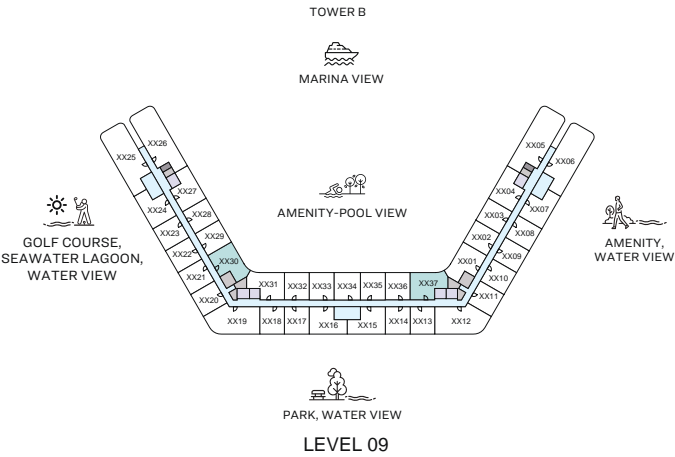 TOWER B
MARINA VIEW
XX26
XX05
XX25
XX06
XX27
XX04
XX24
XX07
XX28
AMENITY-POOL VIEW
XX03
XX23
XX08
XX29
XX02
GOLF COURSE,
SEAWATER LAGOON,
WATER VIEW
AMENITY,
WATER VIEW
XX22
XX09
XX30
XX01
XX21
XX10
XX31
XX32
XX33
XX34
XX35
XX36
XX37
XX20
XX11
XX19
XX18
XX17
XX16
XX15
XX14
XX13
XX12
PARK, WATER VIEW
LEVEL 09